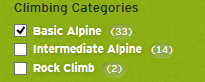 Climbing Categories
Basic Alpine (33)
Intermediate Alpine (14)
Rock Climb (2)